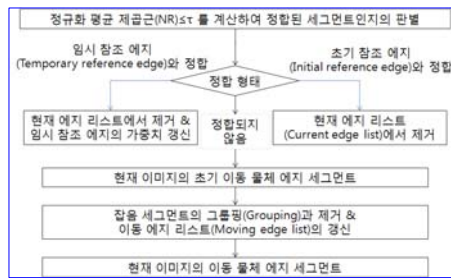 정규화 평균 제곱근(NR)≤τ 를 계산하여 정합된 세그먼트인지의 판별
임시 참조 에지
(Temporary reference edge)와 정합
초기 참조 에지
(Initial reference edge)와 정합
정합 형태
현재 에지 리스트에서 제거 &
임시 참조 에지의 가중치 갱신
정합되지
않음
현재 에지 리스트
(Current edge list)에서 제거
현재 이미지의 초기 이동 물체 에지 세그먼트
잡음 세그먼트의 그룹핑(Grouping)과 제거 &
이동 에지 리스트(Moving edge list)의 갱신
현재 이미지의 이동 물체 에지 세그먼트